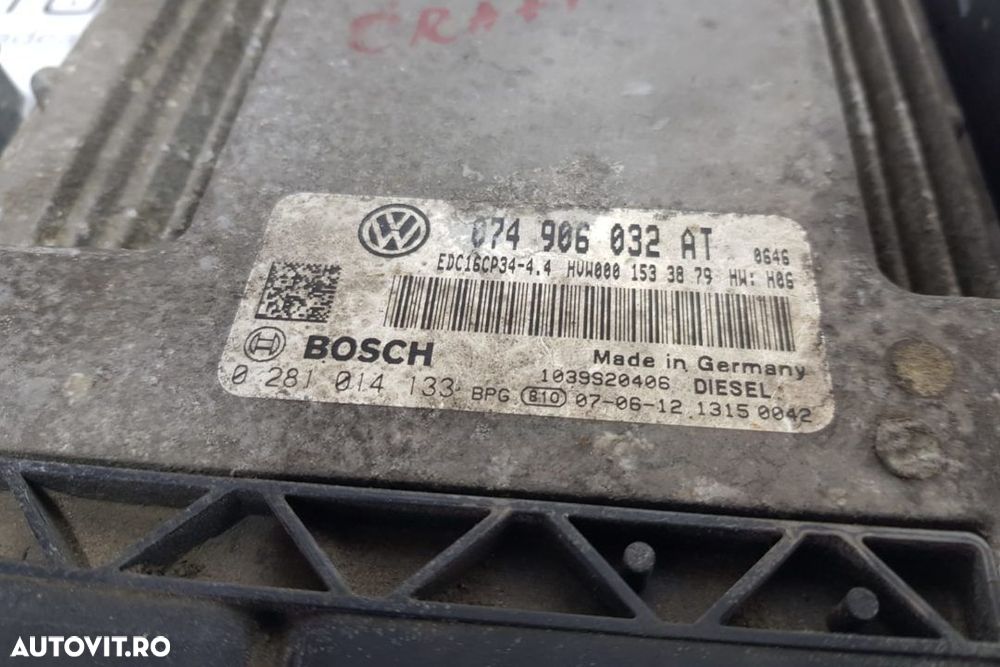 CRAFT
074 906 032 AT 0646
EDC16CP34-4.4 HVW000 153 38 79 HW: H06
BOSCH
Made in Germany
1039S20406 DIESEL
0 281 014 133 BPG B10 07-06-12 1315 0042
AUTOVIT.RO